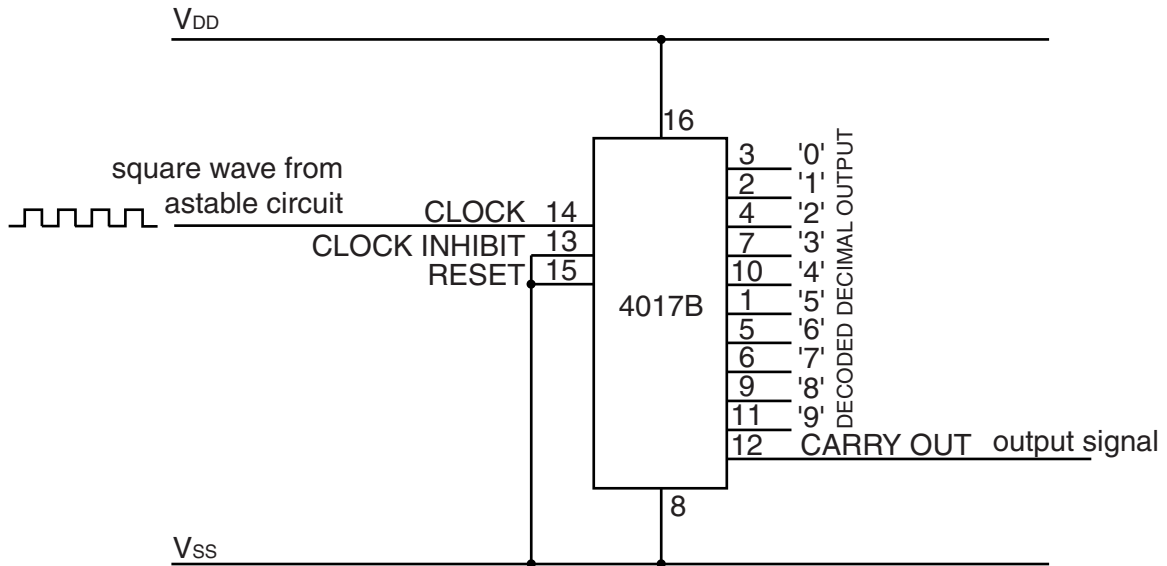 VDD
16
square wave from
astable circuit
CLOCK 14
CLOCK INHIBIT 13
RESET 15
4017B
3 '0'
2 '1'
4 '2'
7 '3'
10 '4'
1 '5'
5 '6'
6 '7'
9 '8'
11 '9'
DECODED DECIMAL OUTPUT
12 CARRY OUT output signal
8
VSS